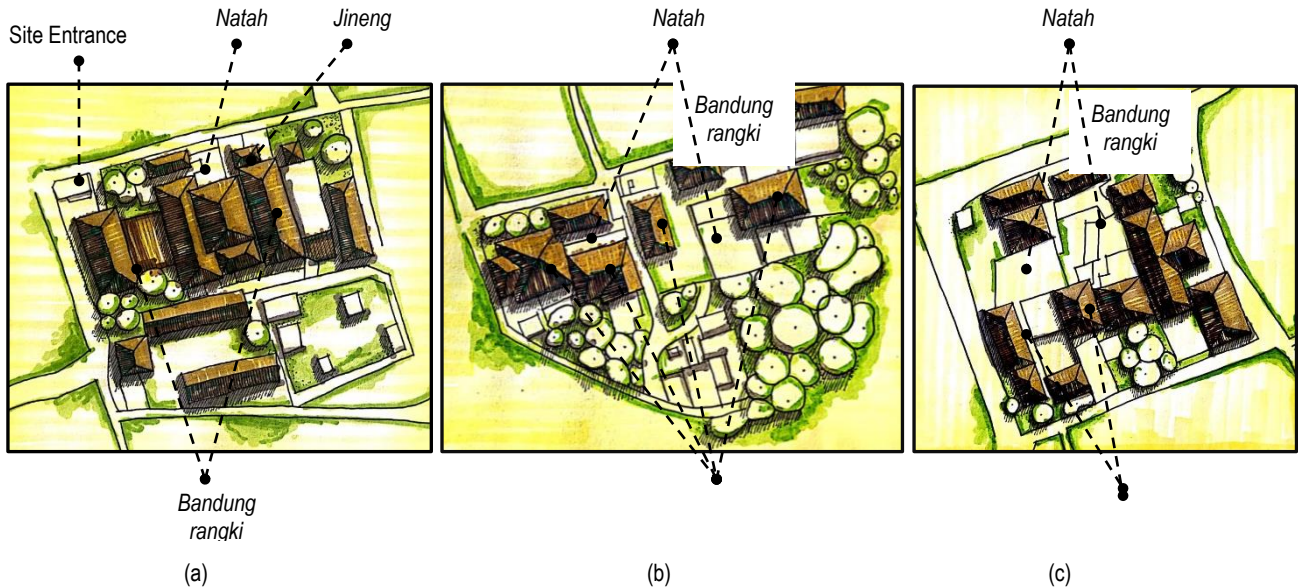 Natah
Jineng
Natah
Natah
Site Entrance
Bandung
rangki
Bandung
rangki
Bandung
rangki
(a)
(b)
(c)